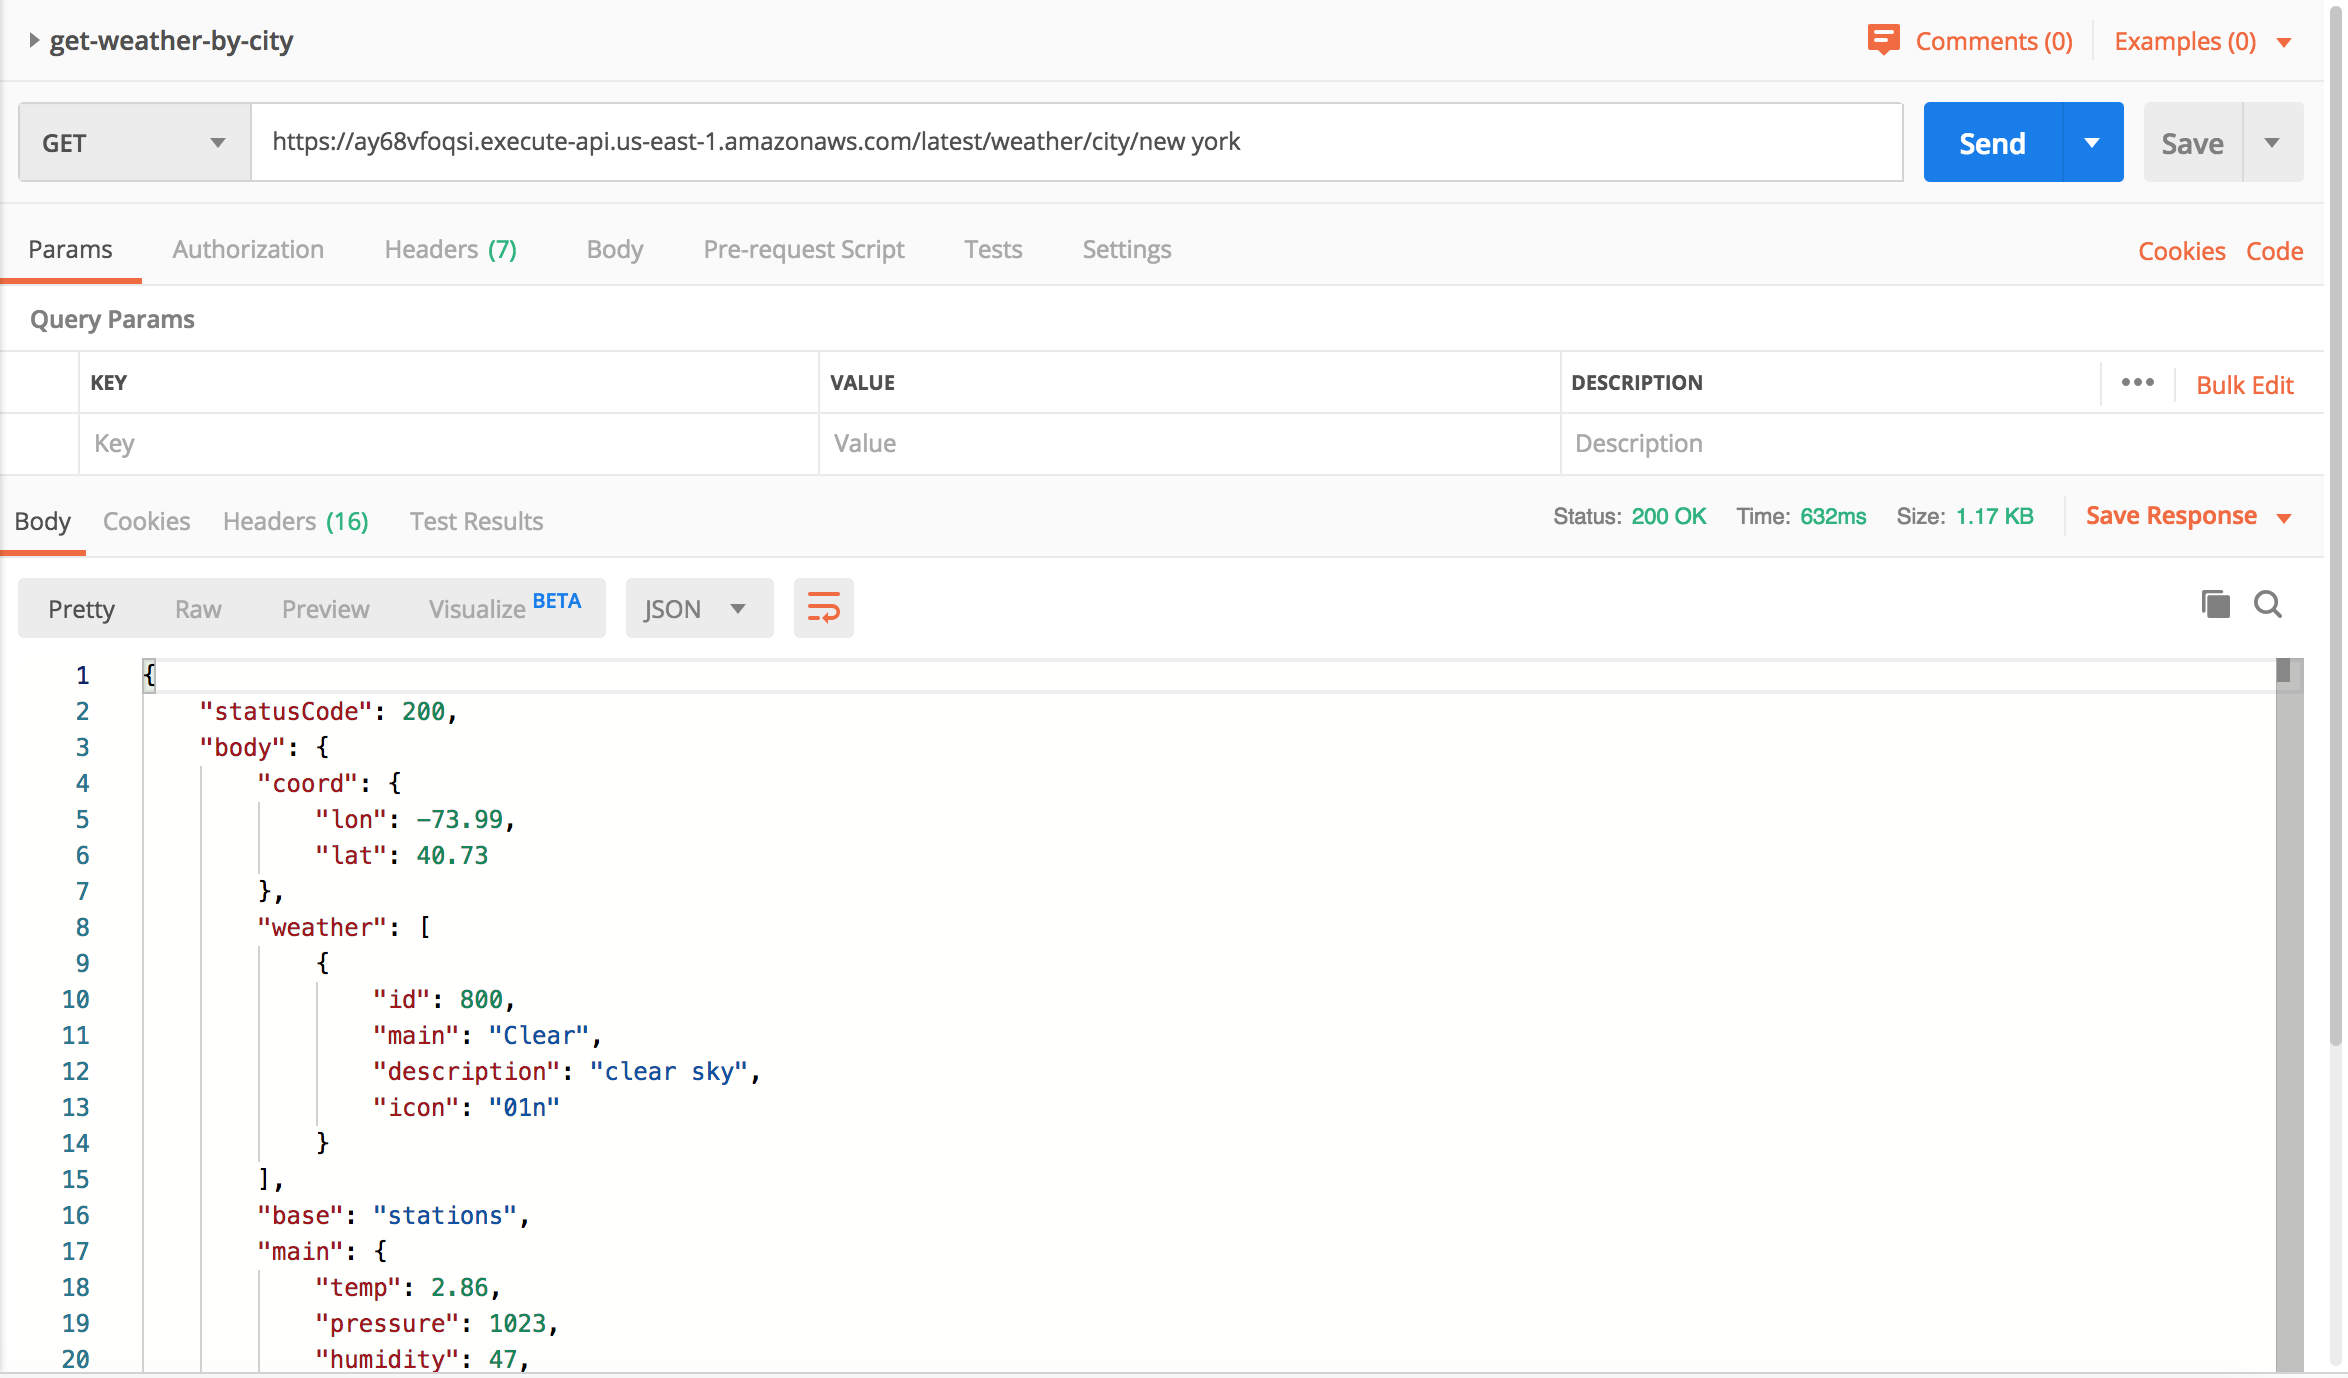 get-weather-by-city Comments (0) Examples (0)
GET https://ay68vfoqsi.execute-api.us-east-1.amazonaws.com/latest/weather/city/new york Send Save
Params Authorization Headers (7) Body Pre-request Script Tests Settings Cookies Code
Query Params
KEY VALUE DESCRIPTION ••• Bulk Edit
Key Value Description
Body Cookies Headers (16) Test Results Status: 200 OK Time: 632ms Size: 1.17 KB Save Response
Pretty Raw Preview Visualize BETA JSON
1 {
2 "statusCode": 200,
3 "body": {
4 "coord": {
5 "lon": -73.99,
6 "lat": 40.73
7 },
8 "weather": [
9 {
10 "id": 800,
11 "main": "Clear",
12 "description": "clear sky",
13 "icon": "01n"
14 }
15 ],
16 "base": "stations",
17 "main": {
18 "temp": 2.86,
19 "pressure": 1023,
20 "humidity": 47,